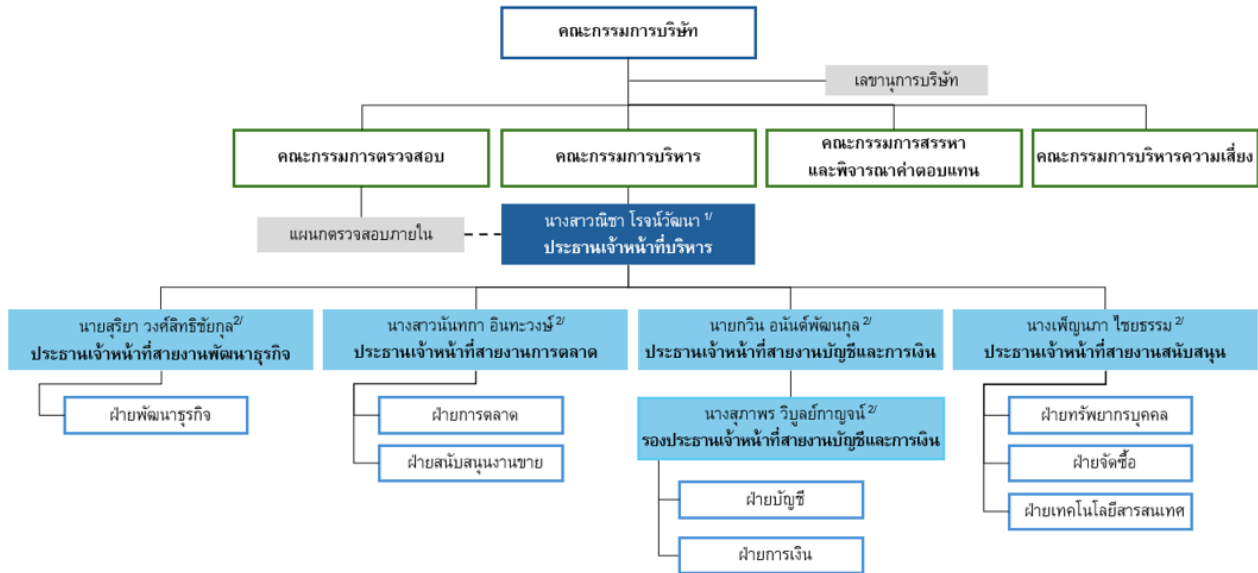 คณะกรรมการบริษัท
เลขานุการบริษัท
คณะกรรมการตรวจสอบ
คณะกรรมการบริหาร
คณะกรรมการสรรหา
และพิจารณาค่าตอบแทน
คณะกรรมการบริหารความเสี่ยง
แผนกตรวจสอบภายใน
นางสาวณิชา โรจน์วัฒนา 1/
ประธานเจ้าหน้าที่บริหาร
นายสุริยา วงศ์สิทธิชัยกุล2/
ประธานเจ้าหน้าที่สายงานพัฒนาธุรกิจ
นางสาวนันทกา อินทะวงษ์ 2/
ประธานเจ้าหน้าที่สายงานการตลาด
นายกวิน อนันต์พัฒนกุล 2/
ประธานเจ้าหน้าที่สายงานบัญชีและการเงิน
นางเพ็ญนภา ไชยธรรม 2/
ประธานเจ้าหน้าที่สายงานสนับสนุน
ฝ่ายพัฒนาธุรกิจ
ฝ่ายการตลาด
ฝ่ายสนับสนุนงานขาย
นางสุภาพร วิบูลย์กาญจน์ 2/
รองประธานเจ้าหน้าที่สายงานบัญชีและการเงิน
ฝ่ายบัญชี
ฝ่ายการเงิน
ฝ่ายทรัพยากรบุคคล
ฝ่ายจัดซื้อ
ฝ่ายเทคโนโลยีสารสนเทศ